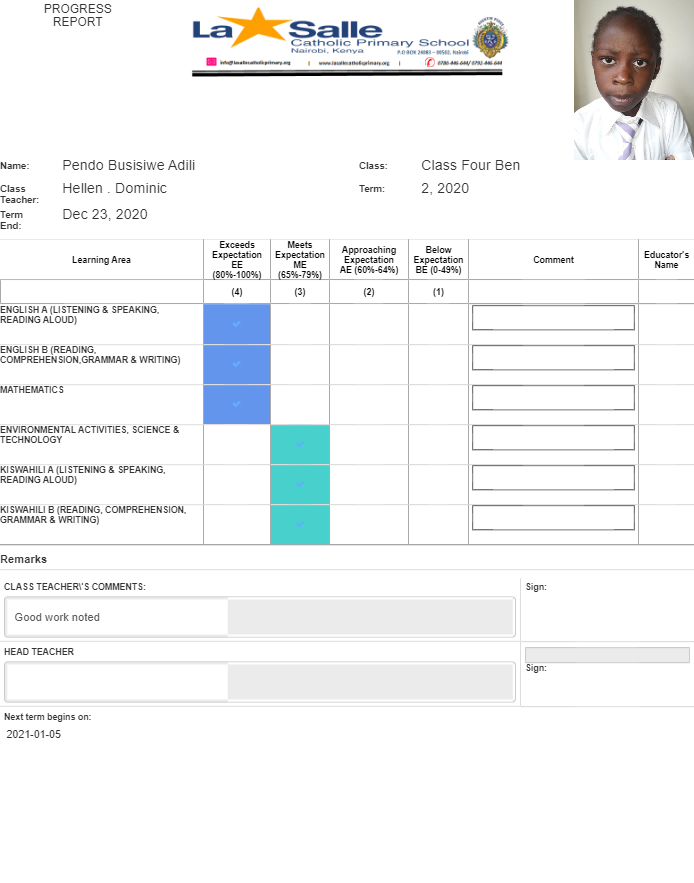 PROGRESS
REPORT
La Salle
Catholic Primary School
Nairobi, Kenya
P.O BOX 24083 – 00502, Nairobi
info@lasallecatholicprimary.org | www.lasallecatholicprimary.org | 0780-446-644/ 0792-446-644
Name: Pendo Busisiwe Adili Class: Class Four Ben
Class Teacher: Hellen . Dominic Term: 2, 2020
Term End: Dec 23, 2020
Learning Area Exceeds Expectation EE (80%-100%) Meets Expectation ME (65%-79%) Approaching Expectation AE (60%-64%) Below Expectation BE (0-49%) Comment Educator's Name
(4) (3) (2) (1)
ENGLISH A (LISTENING & SPEAKING,
READING ALOUD)
ENGLISH B (READING,
COMPREHENSION,GRAMMAR & WRITING)
MATHEMATICS
ENVIRONMENTAL ACTIVITIES, SCIENCE &
TECHNOLOGY
KISWAHILI A (LISTENING & SPEAKING,
READING ALOUD)
KISWAHILI B (READING, COMPREHENSION,
GRAMMAR & WRITING)
Remarks
CLASS TEACHER\'S COMMENTS: Sign:
Good work noted
HEAD TEACHER
Sign:
Next term begins on:
2021-01-05